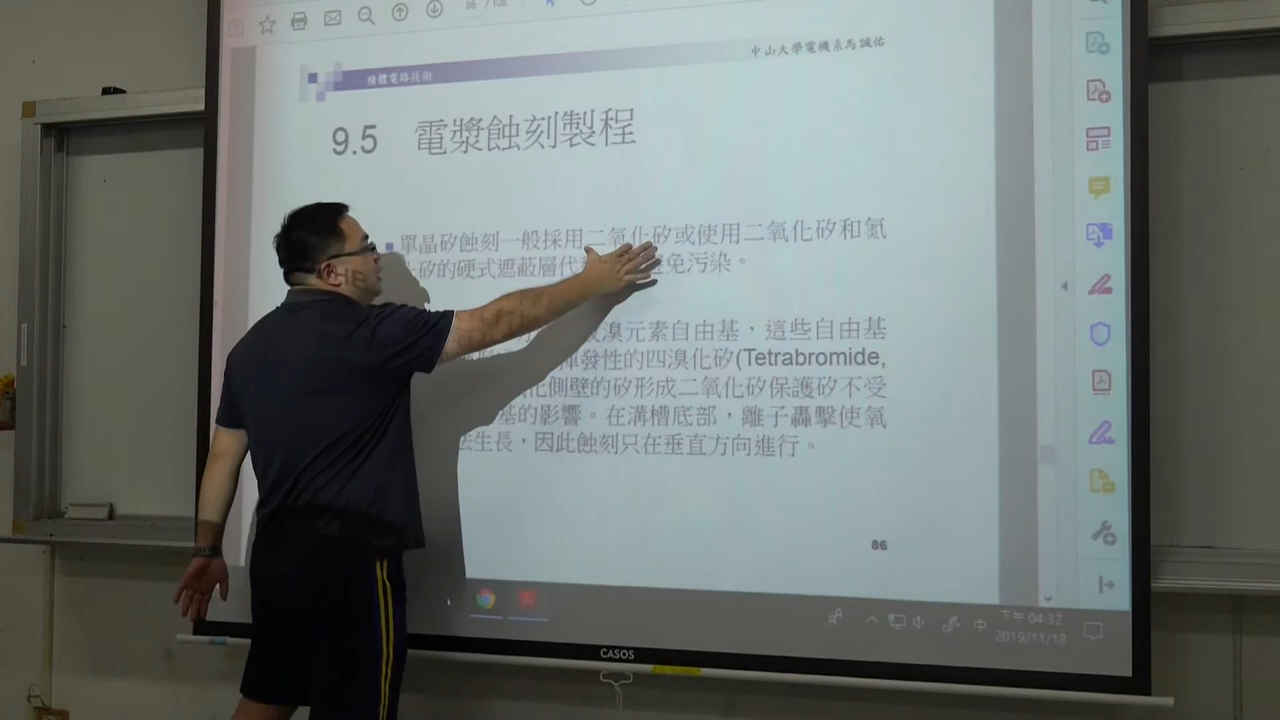 86 / 108
積體電路技術
中山大學電機系馬誠佑
9.5 電漿蝕刻製程
單晶矽蝕刻一般採用二氧化矽或使用二氧化矽和氮
矽的硬式遮蔽層代 免污染。
溴元素自由基，這些自由基
揮發性的四溴化矽(Tetrabromide,
化側壁的矽形成二氧化矽保護矽不受
基的影響。在溝槽底部，離子轟擊使氧
法生長，因此蝕刻只在垂直方向進行。
86
中
下午 04:32
2019/11/18
CASOS